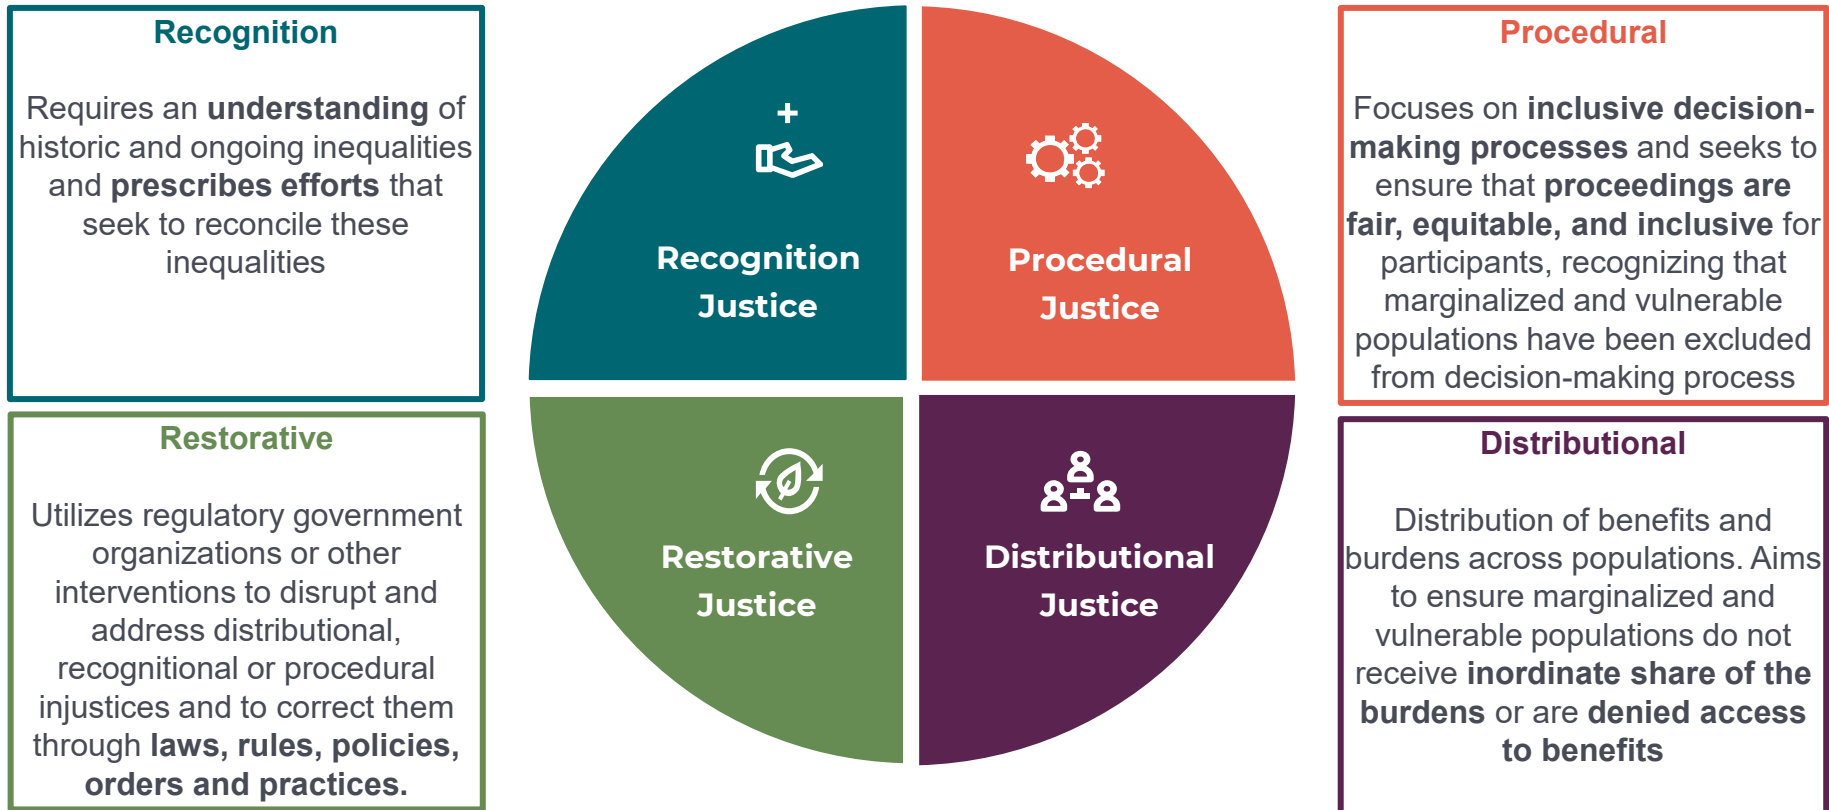 Recognition
Requires an understanding of
historic and ongoing inequalities
and prescribes efforts that
seek to reconcile these
inequalities
Recognition
Justice
Procedural
Justice
Procedural
Focuses on inclusive decision-
making processes and seeks to
ensure that proceedings are
fair, equitable, and inclusive for
participants, recognizing that
marginalized and vulnerable
populations have been excluded
from decision-making process
Restorative
Utilizes regulatory government
organizations or other
interventions to disrupt and
address distributional,
recognitional or procedural
injustices and to correct them
through laws, rules, policies,
orders and practices.
Restorative
Justice
Distributional
Justice
Distributional
Distribution of benefits and
burdens across populations. Aims
to ensure marginalized and
vulnerable populations do not
receive inordinate share of the
burdens or are denied access
to benefits